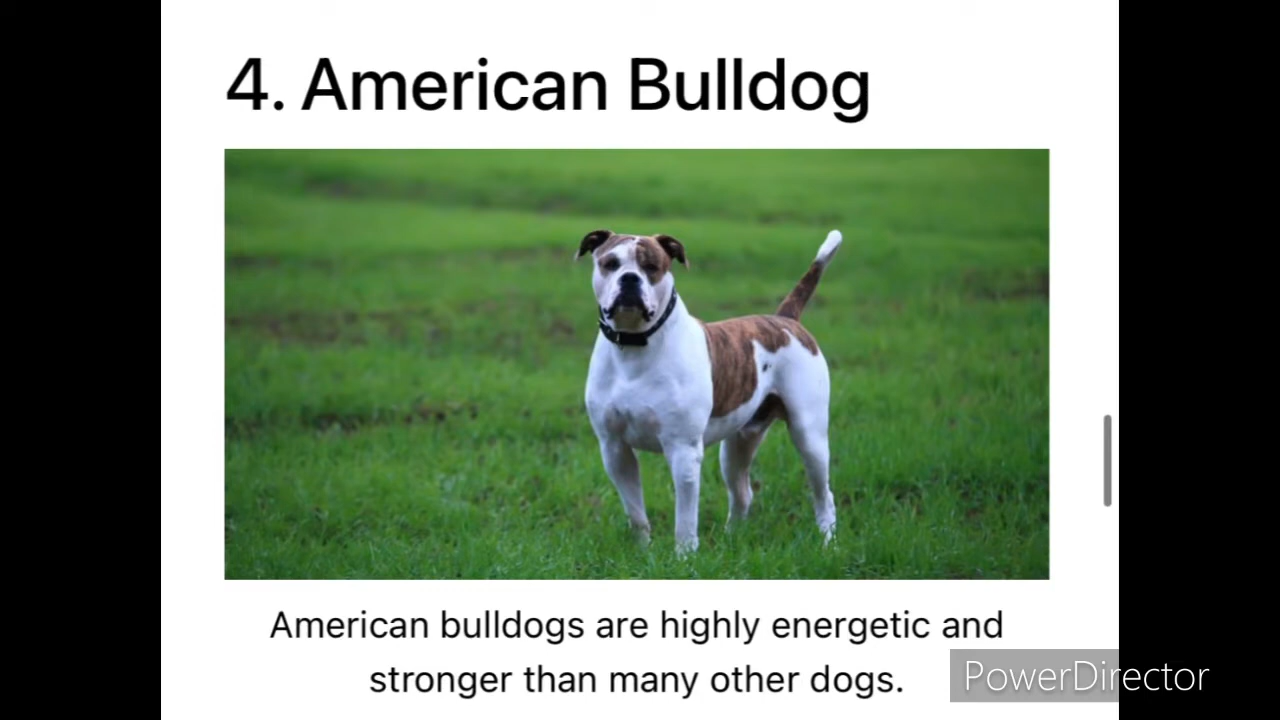 4. American Bulldog
American bulldogs are highly energetic and
stronger than many other dogs.
PowerDirector